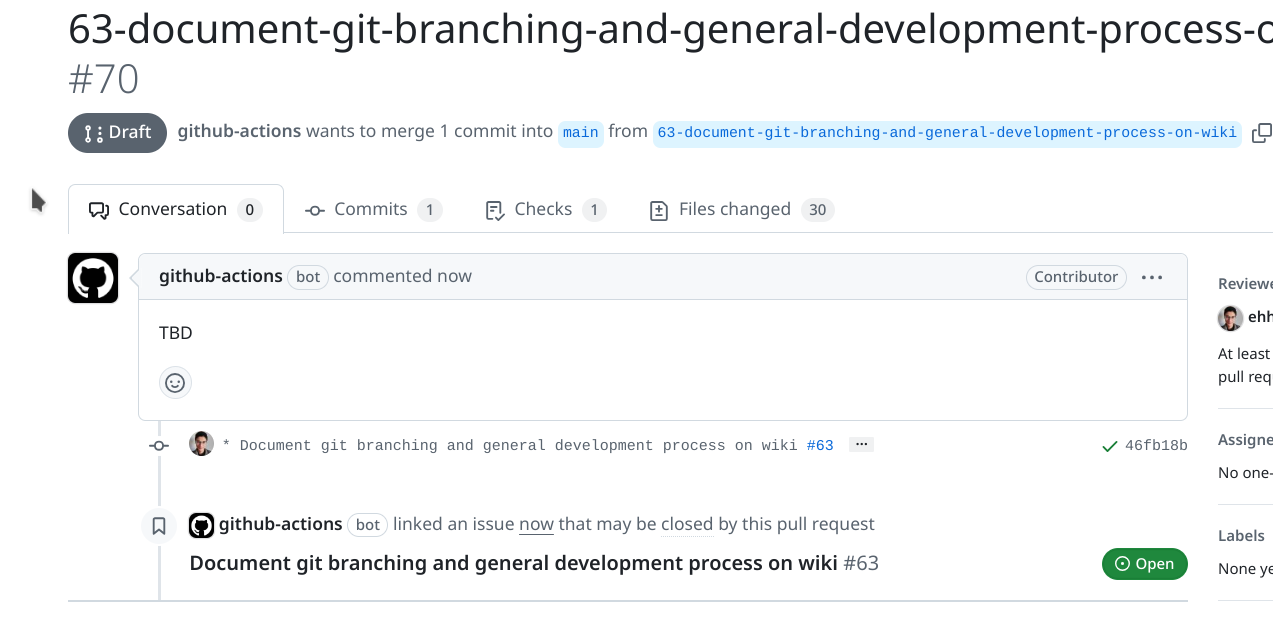 63-document-git-branching-and-general-development-process-o
#70
Draft github-actions wants to merge 1 commit into main from 63-document-git-branching-and-general-development-process-on-wiki
Conversation 0 Commits 1 Checks 1 Files changed 30
github-actions bot commented now Contributor ...
TBD
* Document git branching and general development process on wiki #63 ... 46fb18b
github-actions bot linked an issue now that may be closed by this pull request
Document git branching and general development process on wiki #63 Open
Reviewe
ehh
At least
pull req
Assigne
No one-
Labels
None ye